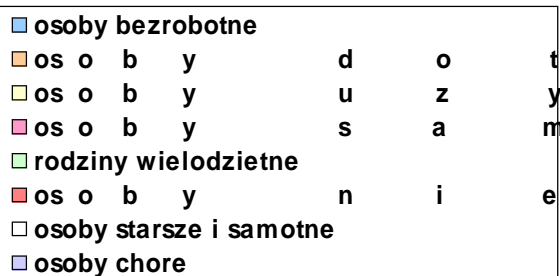 osoby bezrobotne
os o b y d o t
os o b y u z y
os o b y s a m
rodziny wielodzietne
os o b y n i e
osoby starsze i samotne
osoby chore